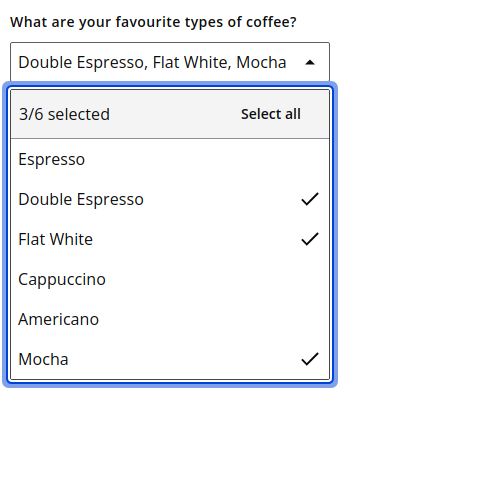 What are your favourite types of coffee?
Double Espresso, Flat White, Mocha
3/6 selected Select all
Espresso
Double Espresso
Flat White
Cappuccino
Americano
Mocha